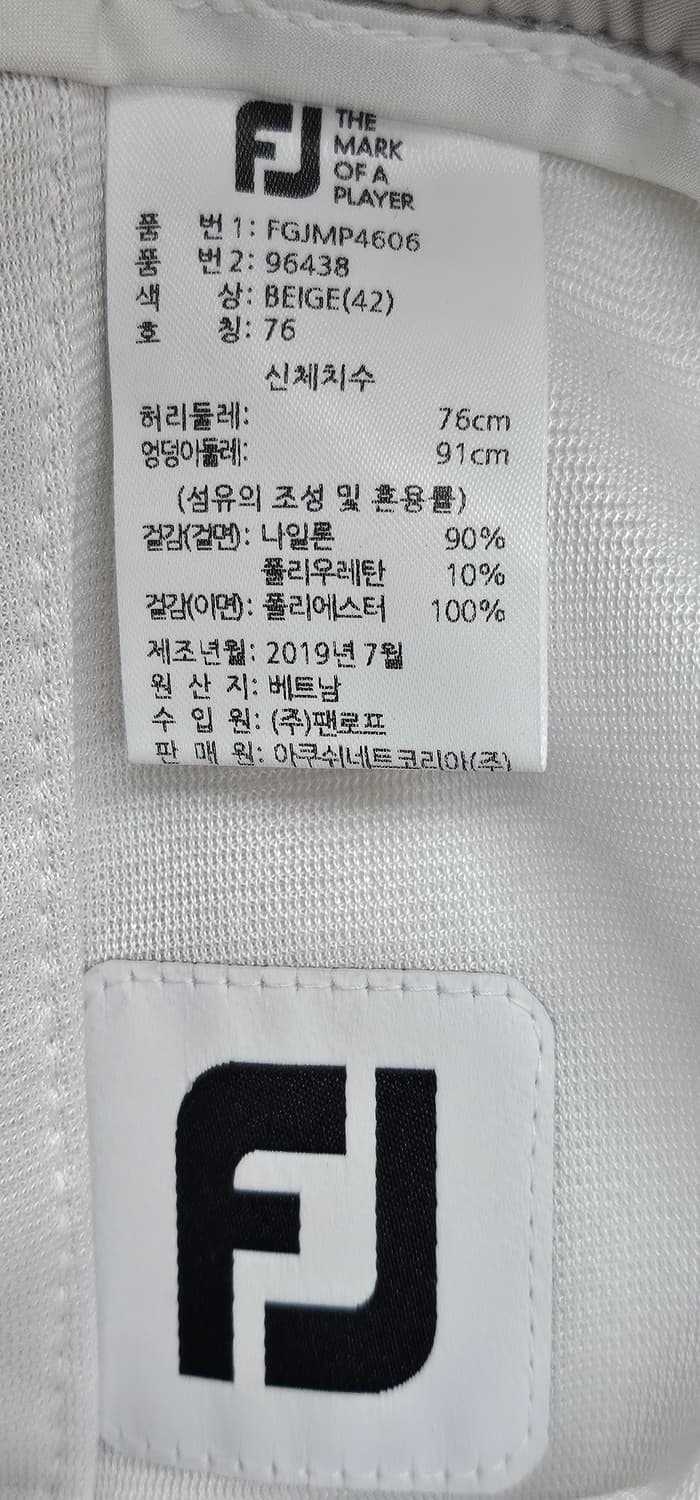 FJ
THE
MARK
OF A
PLAYER
품 번 1: FGJMP4606
품 번 2: 96438
색 상: BEIGE(42)
호 칭: 76
신체치수
허리둘레: 76cm
엉덩이둘레: 91cm
(섬유의 조성 및 혼용률)
겉감(겉면): 나일론 90%
폴리우레탄 10%
겉감(이면): 폴리에스터 100%
제조년월: 2019년 7월
원 산 지: 베트남
수 입 원: (주)팬로프
판 매 원: 아쿠쉬네트코리아(주)
FJ